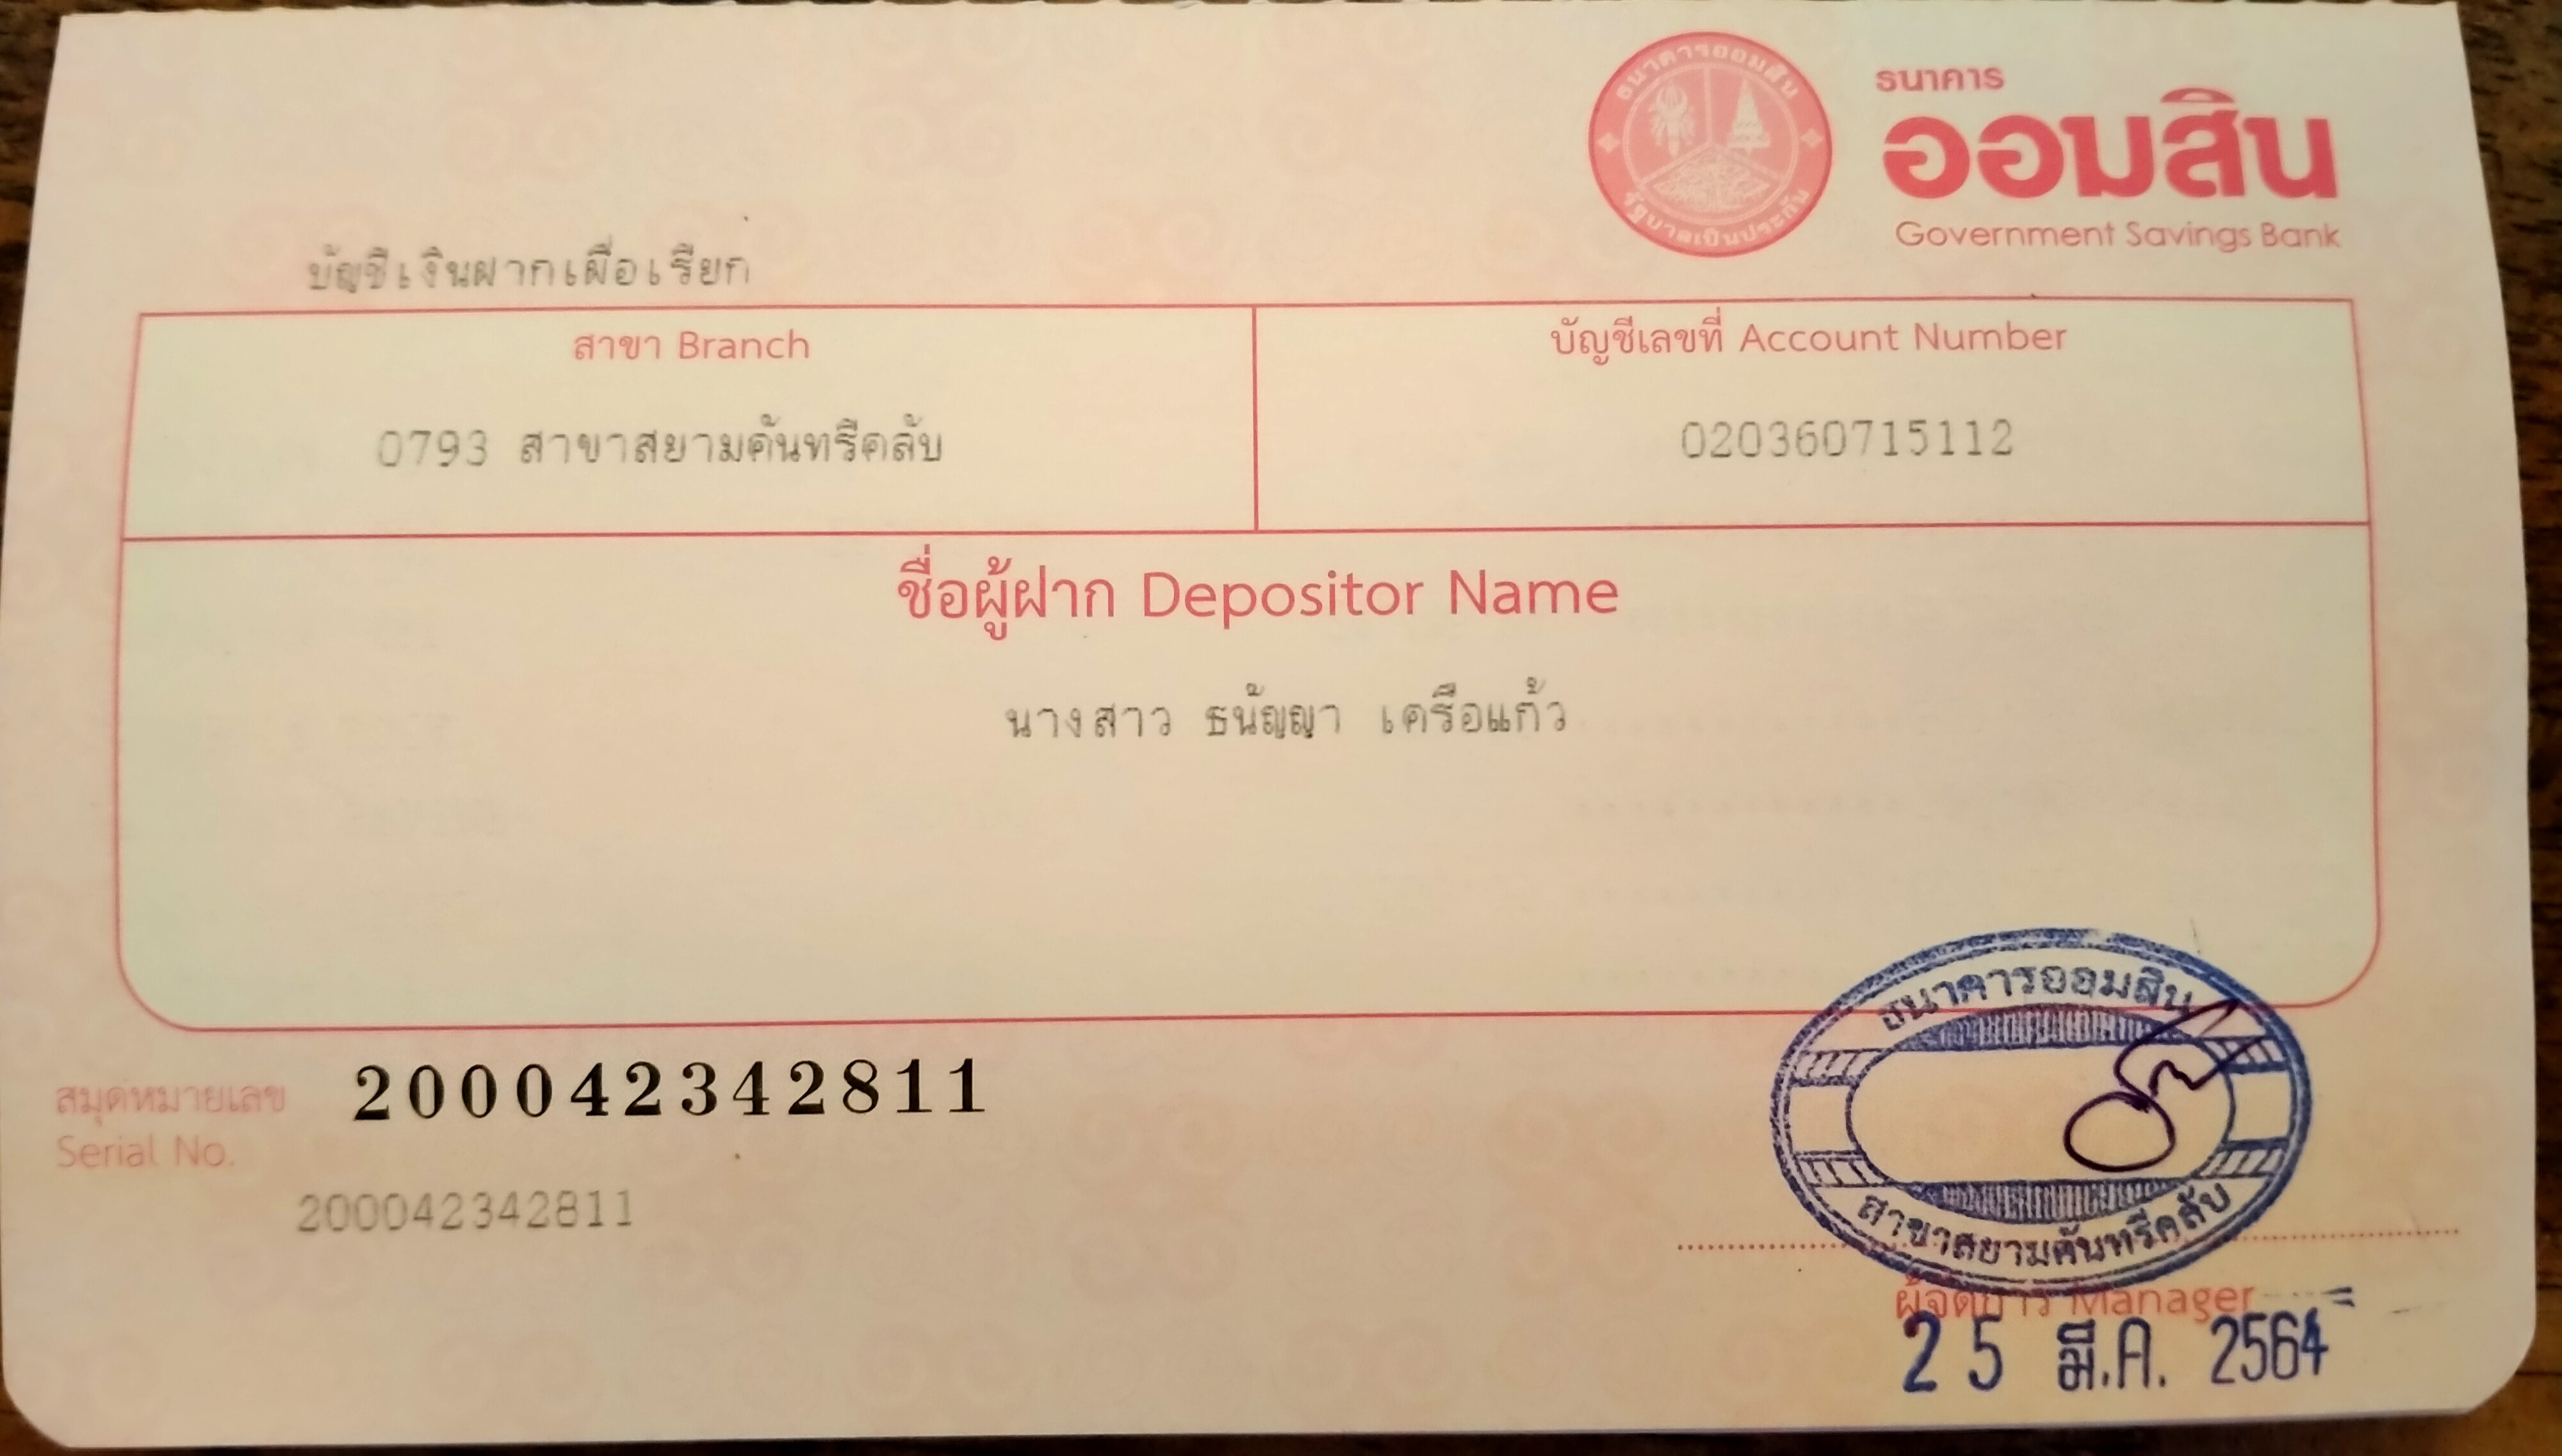 ธนาคารออมสิน
รัฐบาลเป็นประกัน
ธนาคาร
ออมสิน
Government Savings Bank
บัญชีเงินฝากเผื่อเรียก
สาขา Branch
บัญชีเลขที่ Account Number
0793 สาขาสยามคันทรีคลับ
020360715112
ชื่อผู้ฝาก Depositor Name
นางสาว ธนัญญา เครือแก้ว
สมุดหมายเลข 200042342811
Serial No.
200042342811
ธนาคารออมสิน
สาขาสยามคันทรีคลับ
ผู้จัดการ Manager
25 มี.ค. 2564